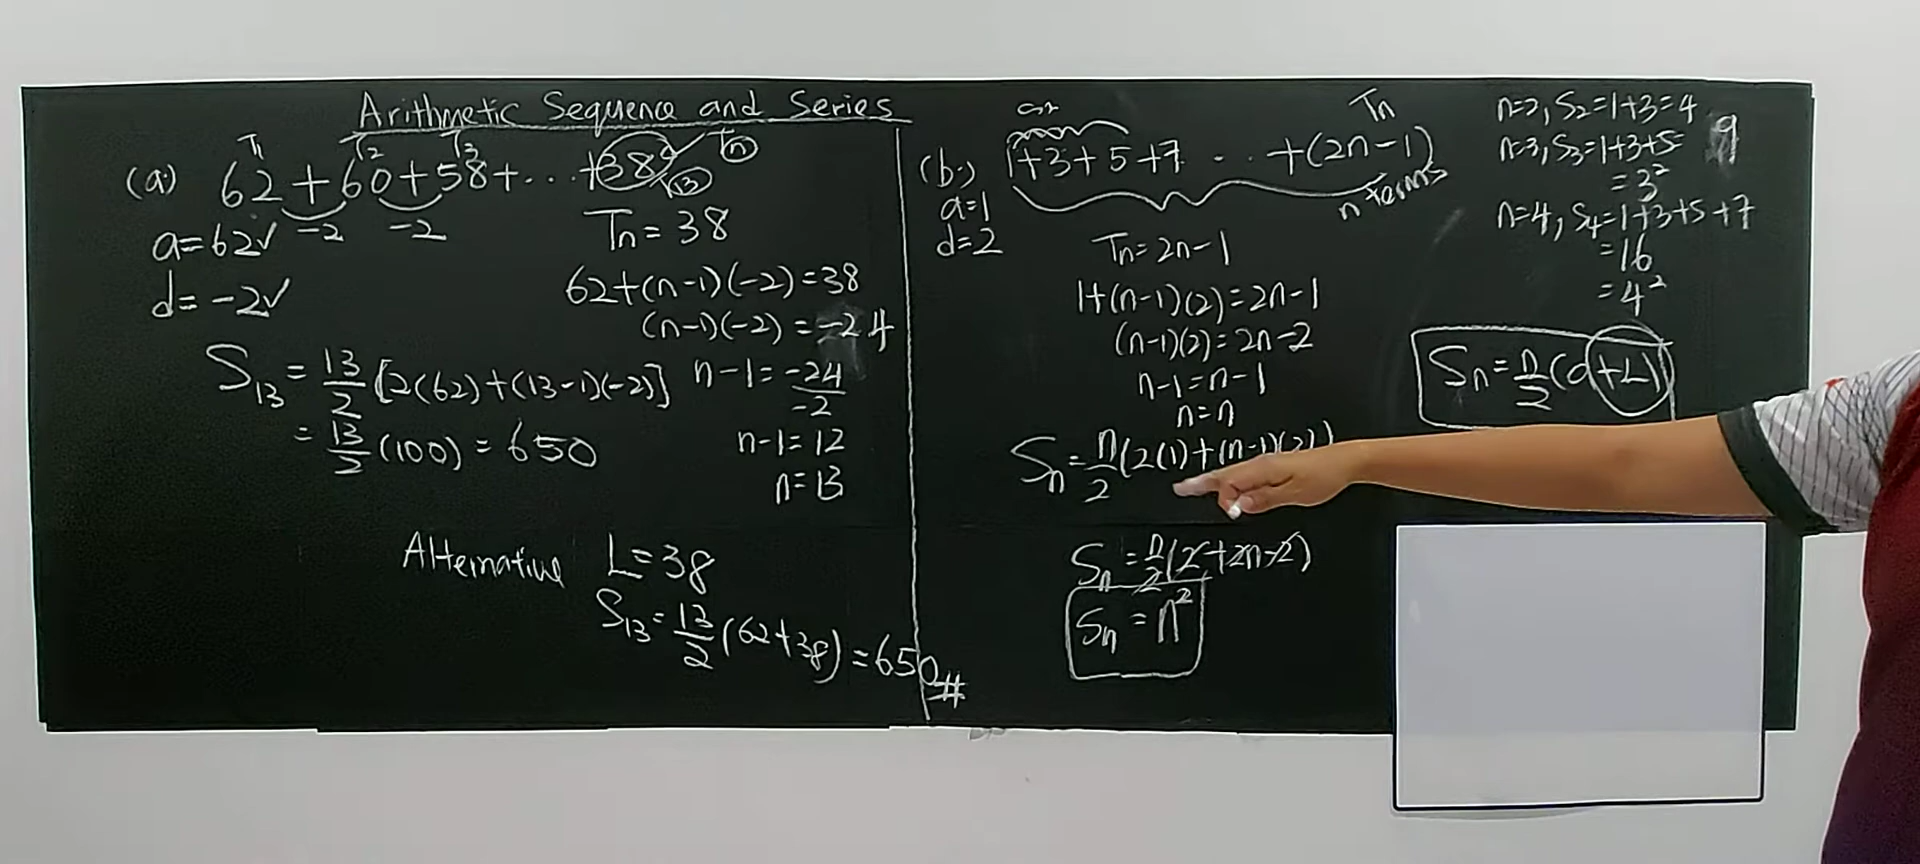 Arithmetic Sequence and Series
(a) 62 + 60 + 58 + ... + 38
T1 T2 T3 Tn
13
-2 -2
a = 62 ✓
d = -2 ✓
Tn = 38
62+(n-1)(-2) = 38
(n-1)(-2) = -24
n-1 = -24/-2
n-1 = 12
n = 13
S13 = 13/2 [2(62)+(13-1)(-2)]
= 13/2 (100) = 650
Alternative L = 38
S13 = 13/2 (62+38) = 650 #
(b) 1+3+5+7 ... +(2n-1)
Tn
n terms
a=1
d=2
Tn = 2n-1
1+(n-1)(2) = 2n-1
(n-1)(2) = 2n-2
n-1 = n-1
n = n
Sn = n/2 (2(1)+(n-1)(2))
Sn = n/2 (2+2n-2)
Sn = n²
n=2, S2 = 1+3 = 4
n=3, S3 = 1+3+5 9
= 3²
n=4, S4 = 1+3+5+7
= 16
= 4²
Sn = n/2 (a+L)